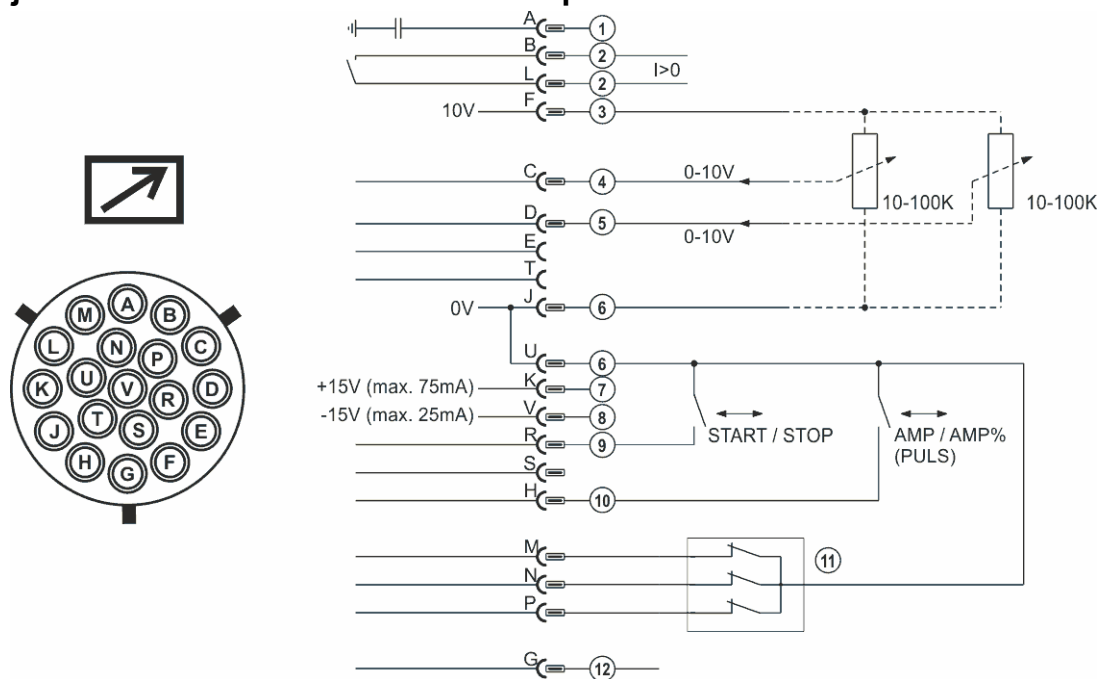 A
1
B
2
L
2
I>0
10V
F
3
C
4
0-10V
10-100K
10-100K
D
5
0-10V
E
T
0V
J
6
U
6
+15V (max. 75mA)
K
7
-15V (max. 25mA)
V
8
R
9
START / STOP
AMP / AMP%
(PULS)
S
H
10
M
11
N
P
G
12
A
M
B
L
N
P
C
K
U
V
R
D
J
T
S
E
H
G
F